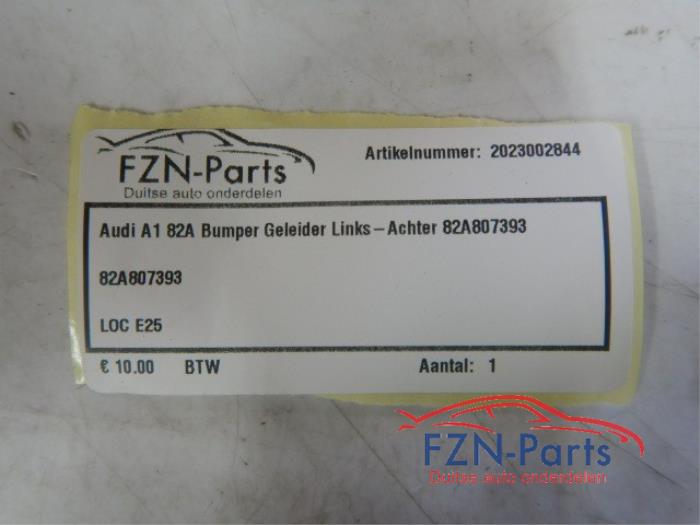 FZN-Parts
Duitse auto onderdelen
Artikelnummer: 2023002844
Audi A1 82A Bumper Geleider Links-Achter 82A807393
82A807393
LOC E25
€ 10.00 BTW Aantal: 1
FZN-Parts
Duitse auto onderdelen